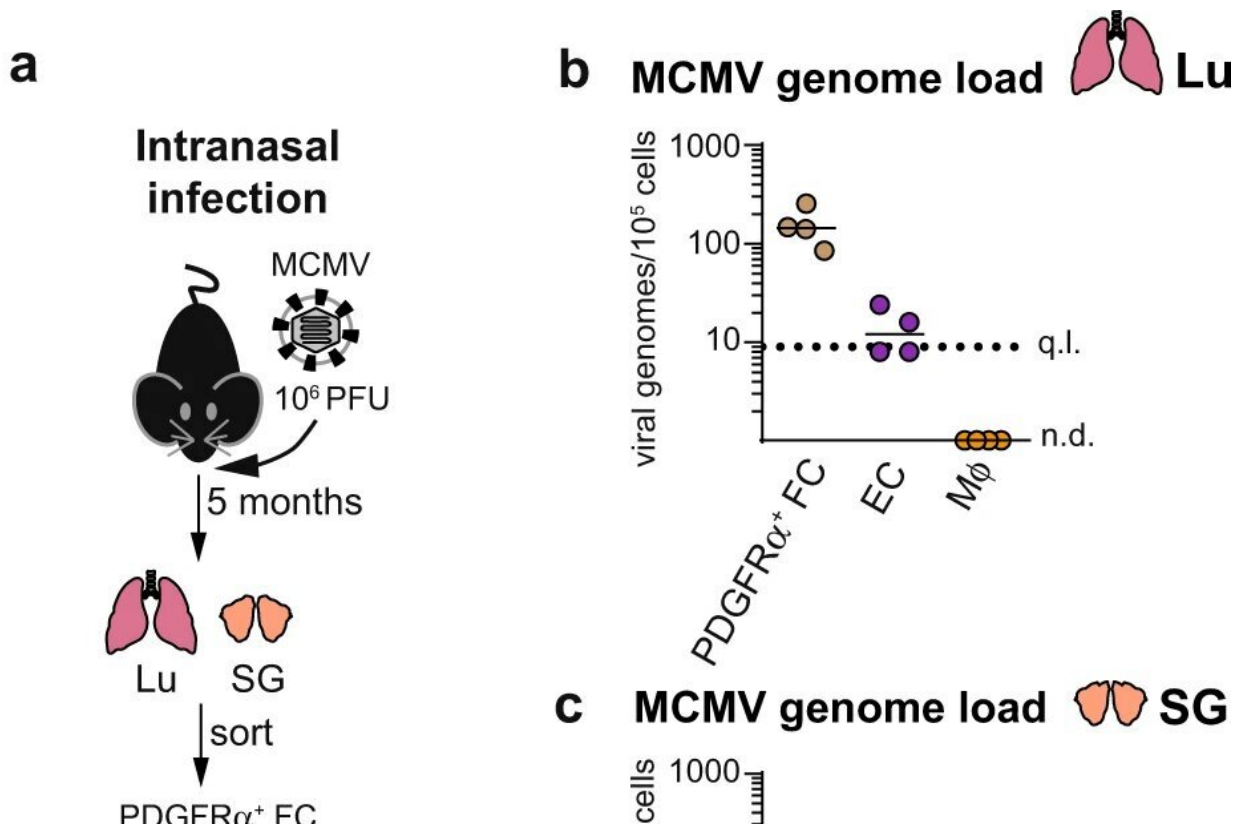 a
Intranasal
infection
MCMV
10⁶ PFU
5 months
Lu SG
sort
PDGFRα⁺ FC
b MCMV genome load Lu
viral genomes/10⁵ cells
1000
100
10
q.l.
n.d.
PDGFRα⁺ FC
EC
Mϕ
c MCMV genome load SG
cells
1000